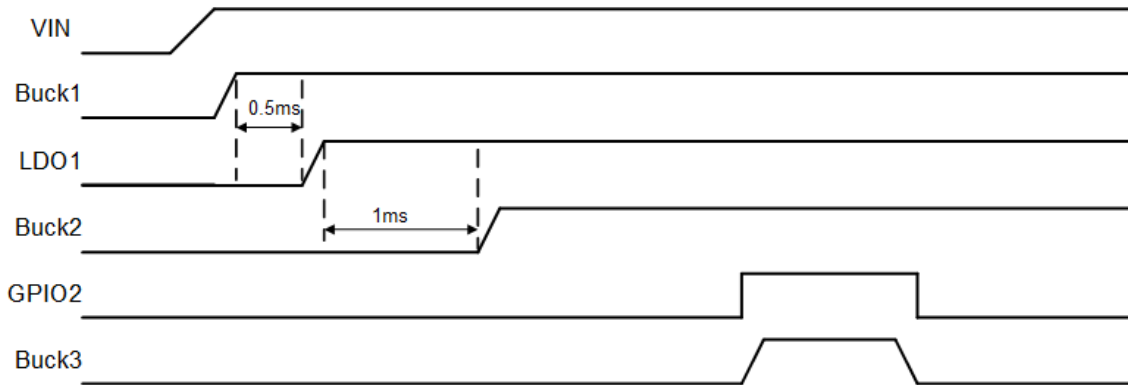 VIN
Buck1
0.5ms
LDO1
Buck2
1ms
GPIO2
Buck3